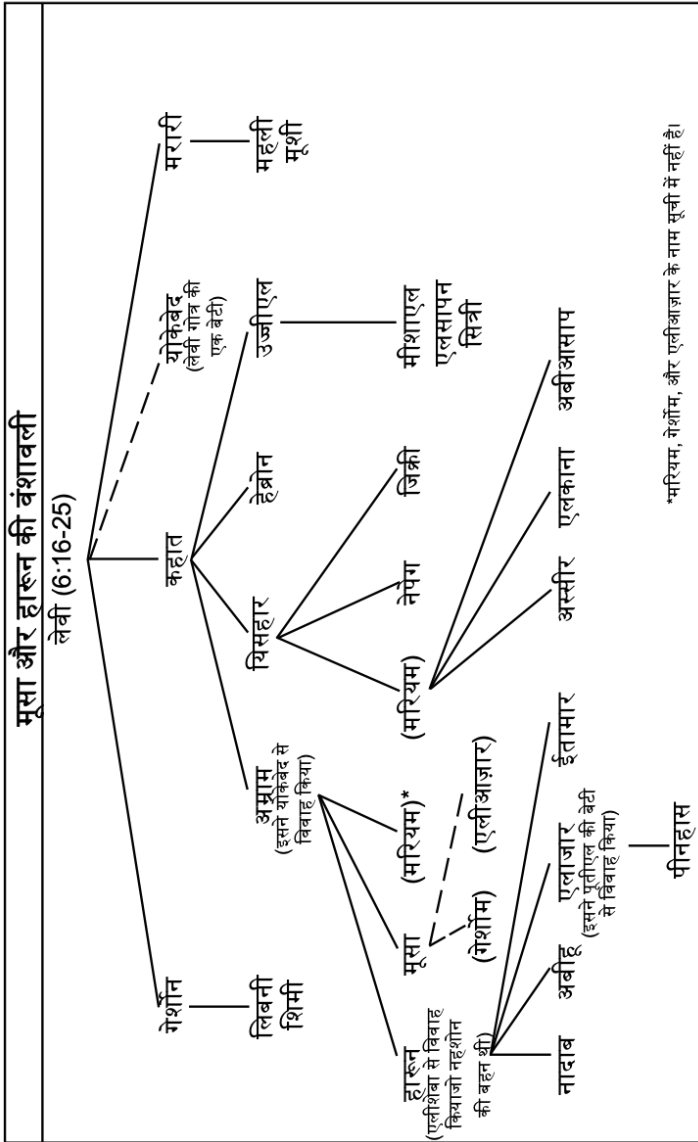 मूसा और हारून की वंशावली
लेवी (6:16-25)
गेर्शोन
कहात
योकेबेद
(लेवी गोत्र की
एक बेटी)
मरारी
लिबनी
शिमी
अम्राम
(इसने योकेबेद से
विवाह किया)
यिसहार
हेब्रोन
उज्जीएल
महली
मूशी
हारून
(एलीशेबा से विवाह
कियाजो नहशोन
की बहन थी)
मूसा
(मरियम)*
(मरियम)
नेपेग
जिक्री
मीशाएल
एलसापन
सित्री
(गेर्शोम)
(एलीआज़ार)
नादाब
अबीहू
एलाजार
(इसने पूतीएल की बेटी
से विवाह किया)
ईतामार
अस्सीर
एलकाना
अबीआसाप
पीनहास
*मरियम, गेर्शोम, और एलीआज़ार के नाम सूची में नहीं है।